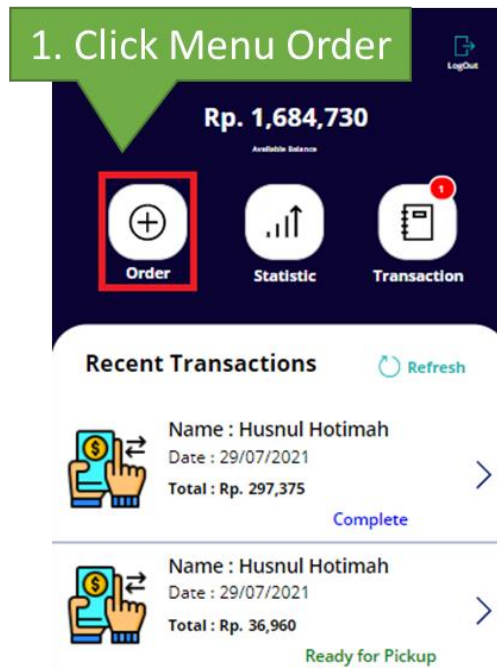 1. Click Menu Order
LogOut
Rp. 1,684,730
Available Balance
1
Order
Statistic
Transaction
Recent Transactions
Refresh
Name : Husnul Hotimah
Date : 29/07/2021
Total : Rp. 297,375
Complete
Name : Husnul Hotimah
Date : 29/07/2021
Total : Rp. 36,960
Ready for Pickup